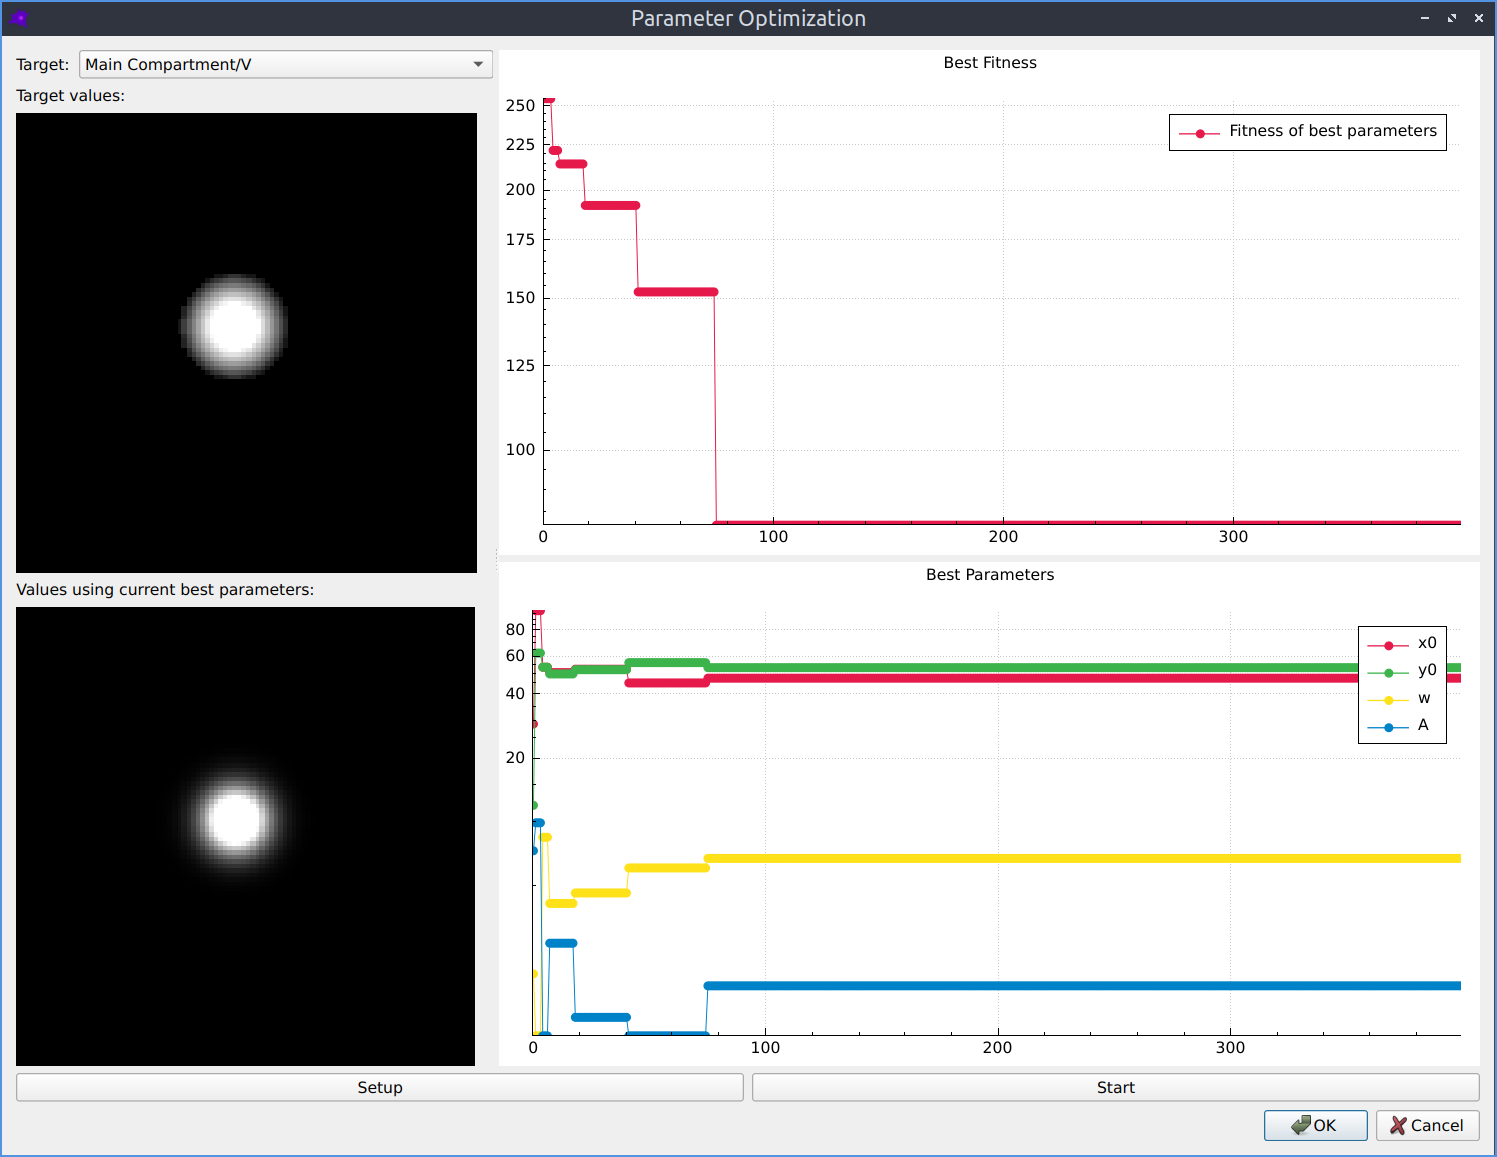 Parameter Optimization
Target: Main Compartment/V
Target values:
Values using current best parameters:
Best Fitness
250
225
200
175
150
125
100
0 100 200 300
Fitness of best parameters
Best Parameters
80
60
40
20
0 100 200 300
x0
y0
w
A
Setup
Start
OK
Cancel